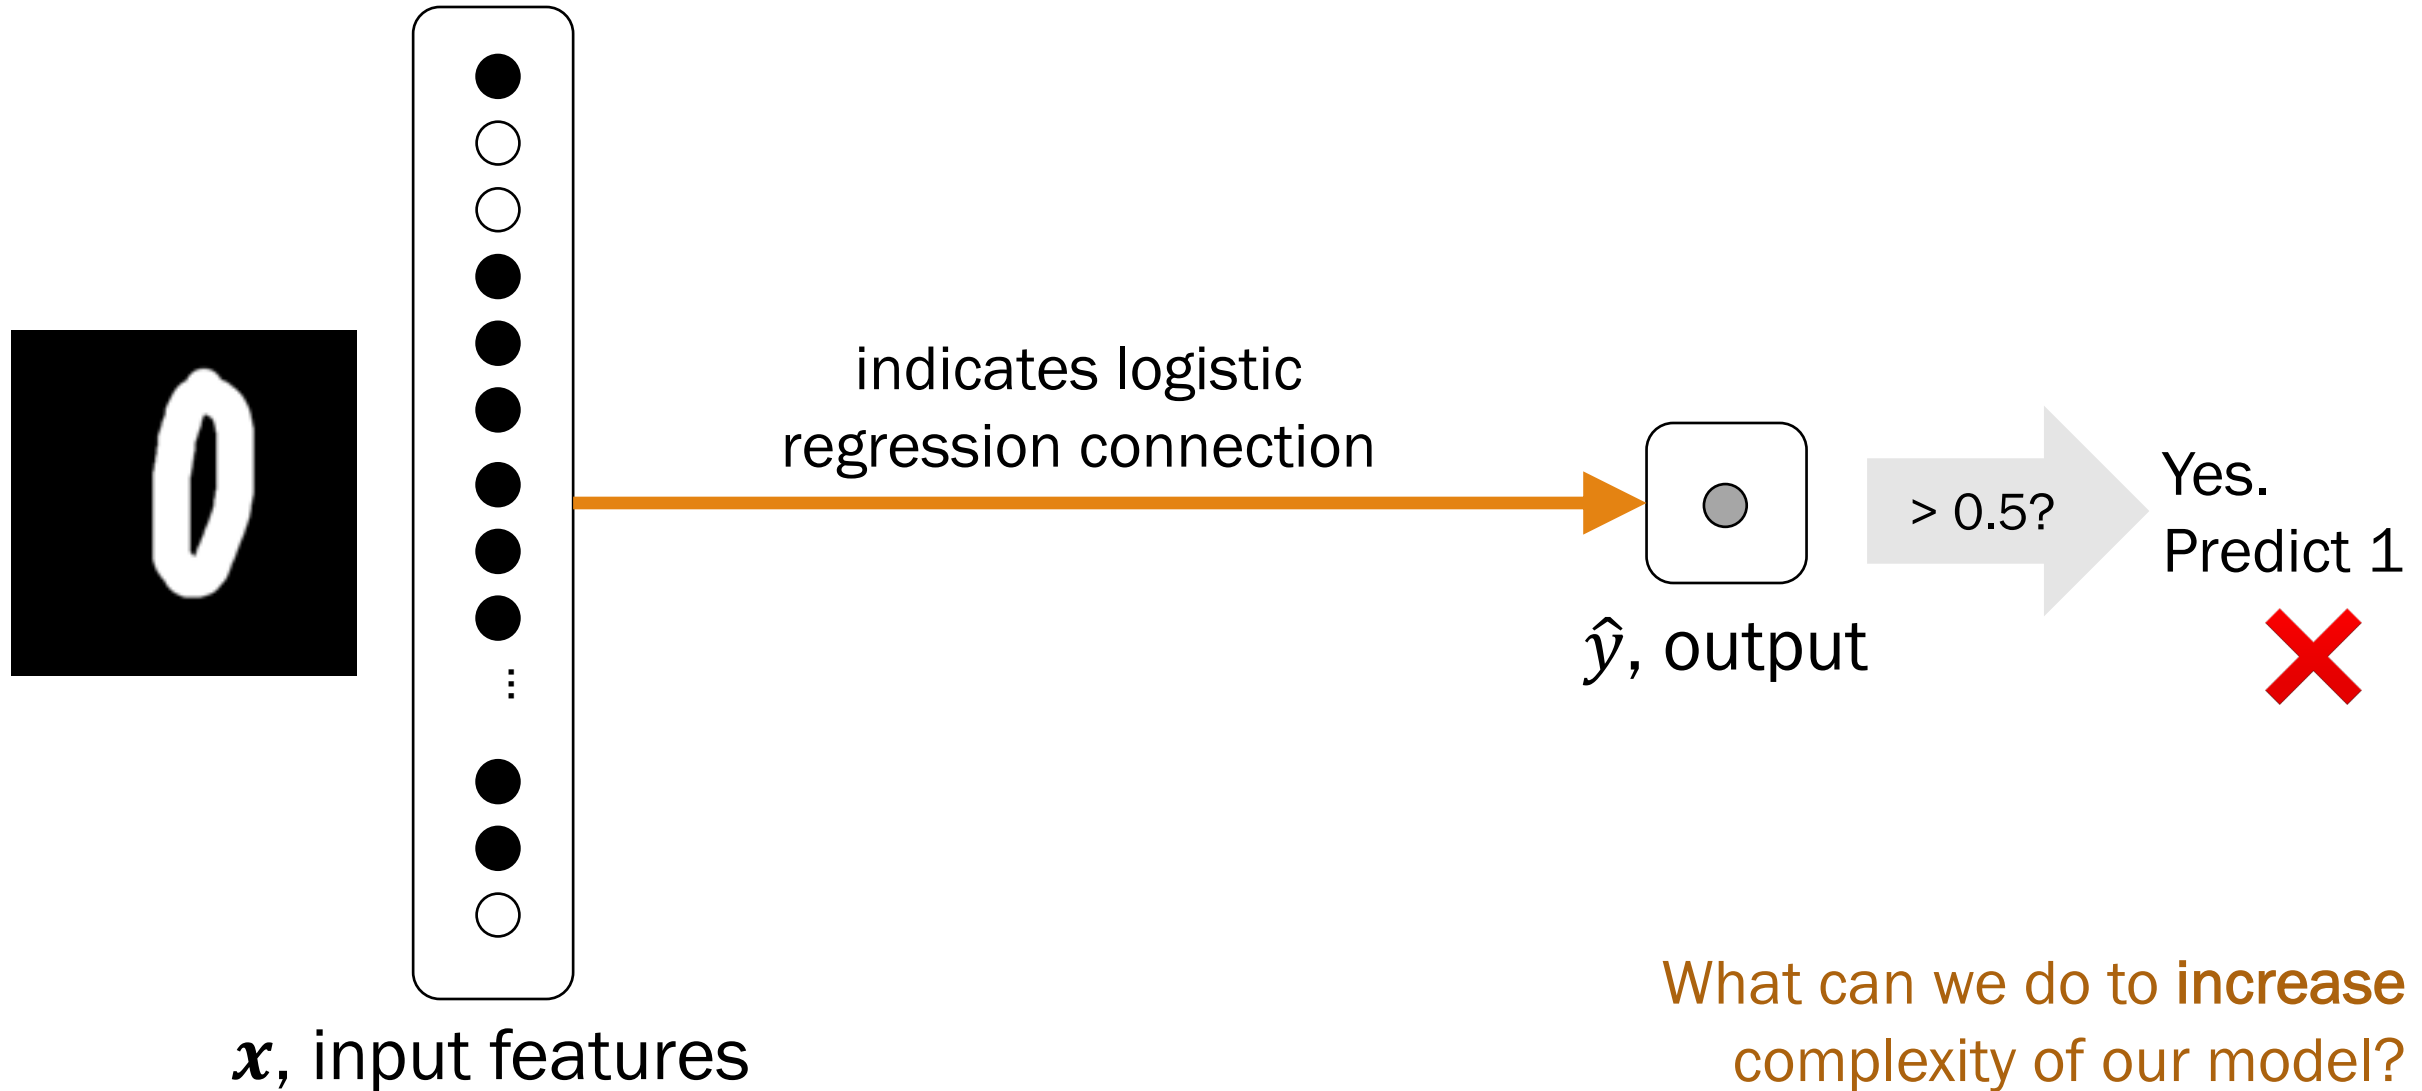 indicates logistic
regression connection
> 0.5?
Yes.
Predict 1
ŷ, output
⋮
x, input features
What can we do to increase
complexity of our model?